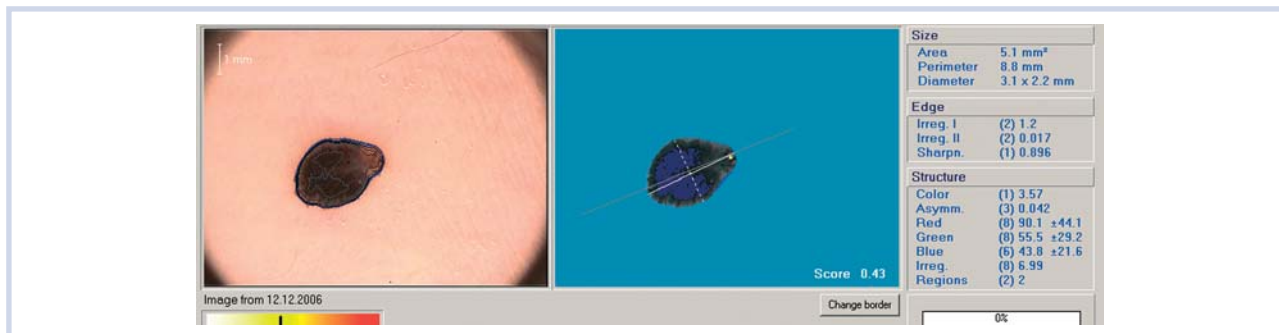 1 mm
Score 0.43
Size
Area 5.1 mm²
Perimeter 8.8 mm
Diameter 3.1 x 2.2 mm
Edge
Irreg. I (2) 1.2
Irreg. II (2) 0.017
Sharpn. (1) 0.896
Structure
Color (1) 3.57
Asymm. (3) 0.042
Red (8) 90.1 ±44.1
Green (8) 55.5 ±29.2
Blue (6) 43.8 ±21.6
Irreg. (8) 6.99
Regions (2) 2
Image from 12.12.2006
Change border
0%